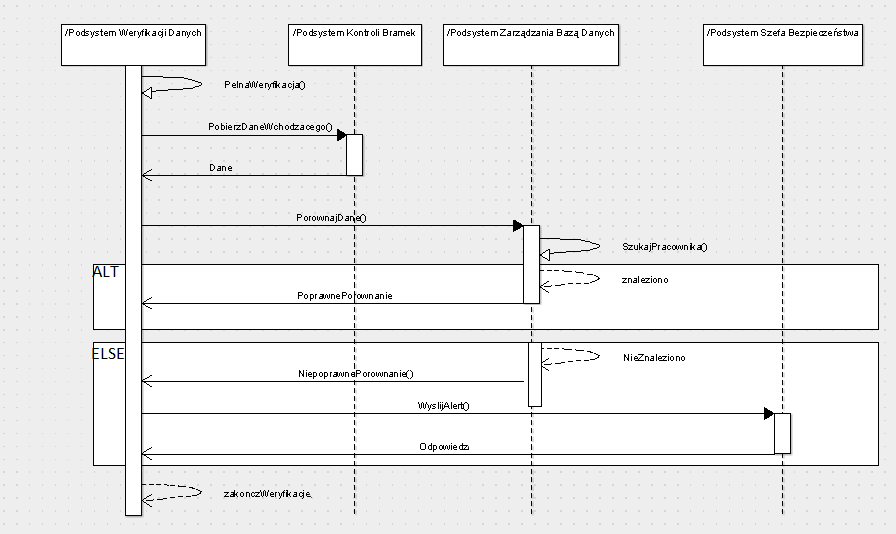 /Podsystem Weryfikacji Danych
/Podsystem Kontroli Bramek
/Podsystem Zarządzania Bazą Danych
/Podsystem Szefa Bezpieczeństwa
PelnaWeryfikacja()
PobierzDaneWchodzacego()
Dane
PorownajDane()
SzukajPracownika()
ALT
znaleziono
PoprawnePorownanie
ELSE
NieZnaleziono
NiepoprawnePorownanie()
WyslijAlert()
Odpowiedz
zakonczWeryfikacje